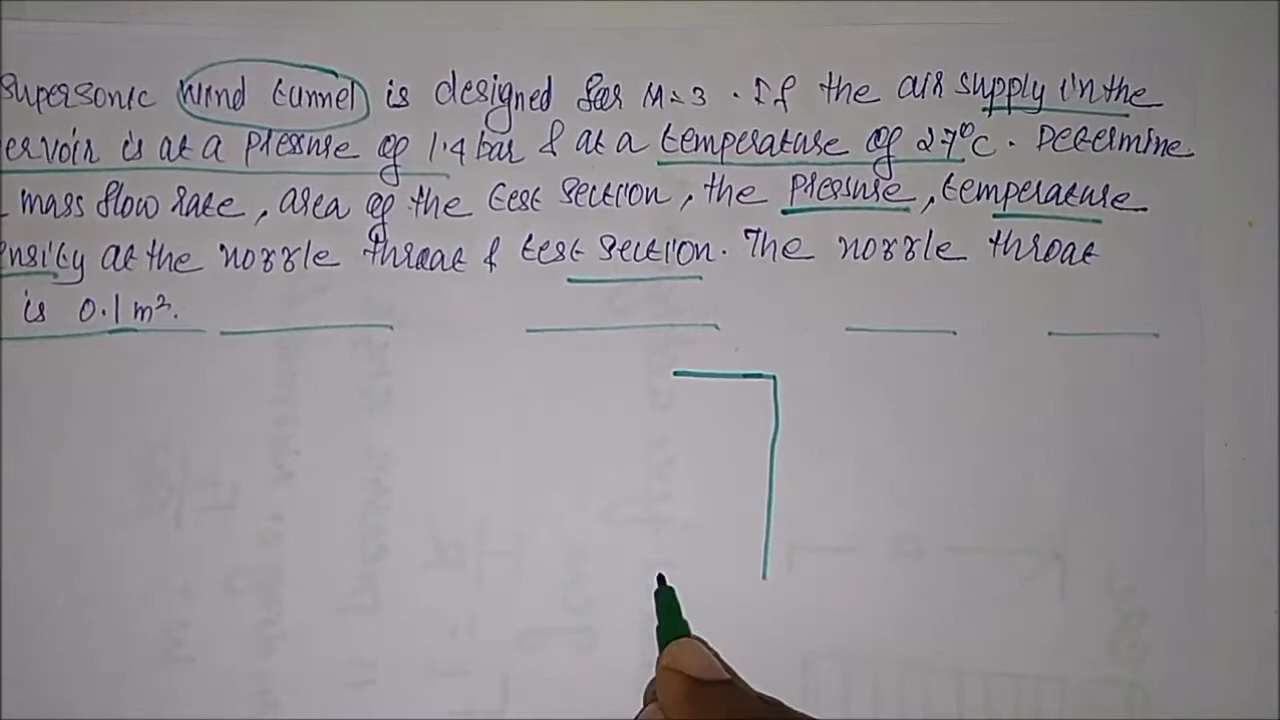 supersonic wind tunnel is designed for M=3. If the air supply in the
ervoir is at a pressure of 1.4 bar & at a temperature of 27°C. Determine
mass flow rate, area of the test section, the pressure, temperature
ensity at the nozzle throat & test section. The nozzle throat
is 0.1 m².